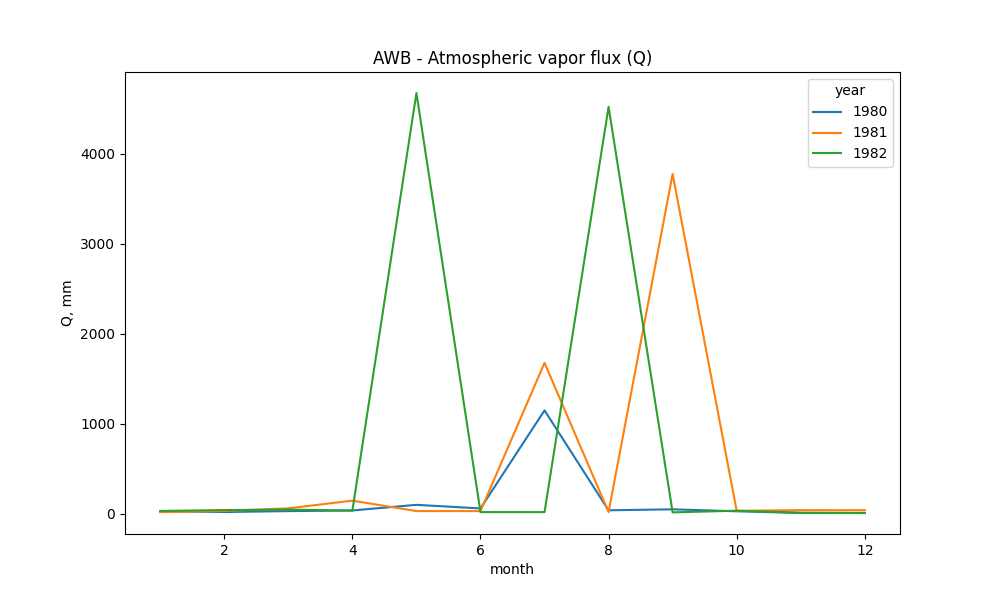 AWB - Atmospheric vapor flux (Q)
year
1980
1981
1982
4000
3000
2000
1000
0
Q, mm
2 4 6 8 10 12
month